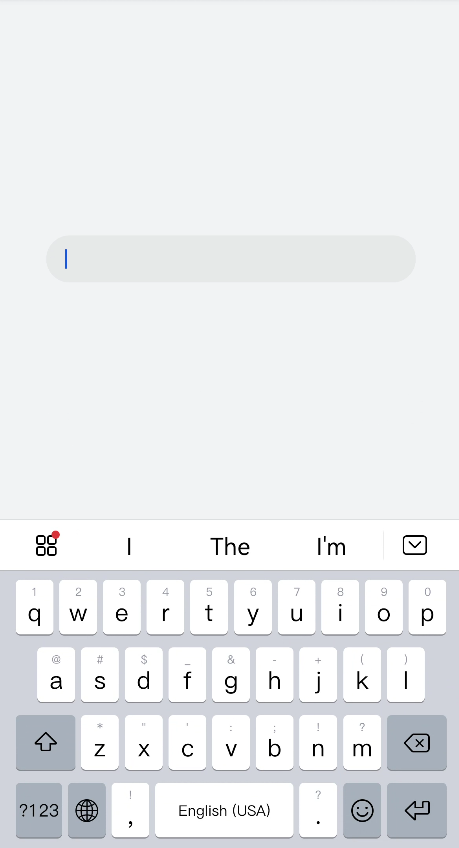 I The I'm
1 2 3 4 5 6 7 8 9 0
q w e r t y u i o p
@ # $ _ & - + ( )
a s d f g h j k l
* " ' : ; ! ?
z x c v b n m
! ?
?123 , English (USA) .